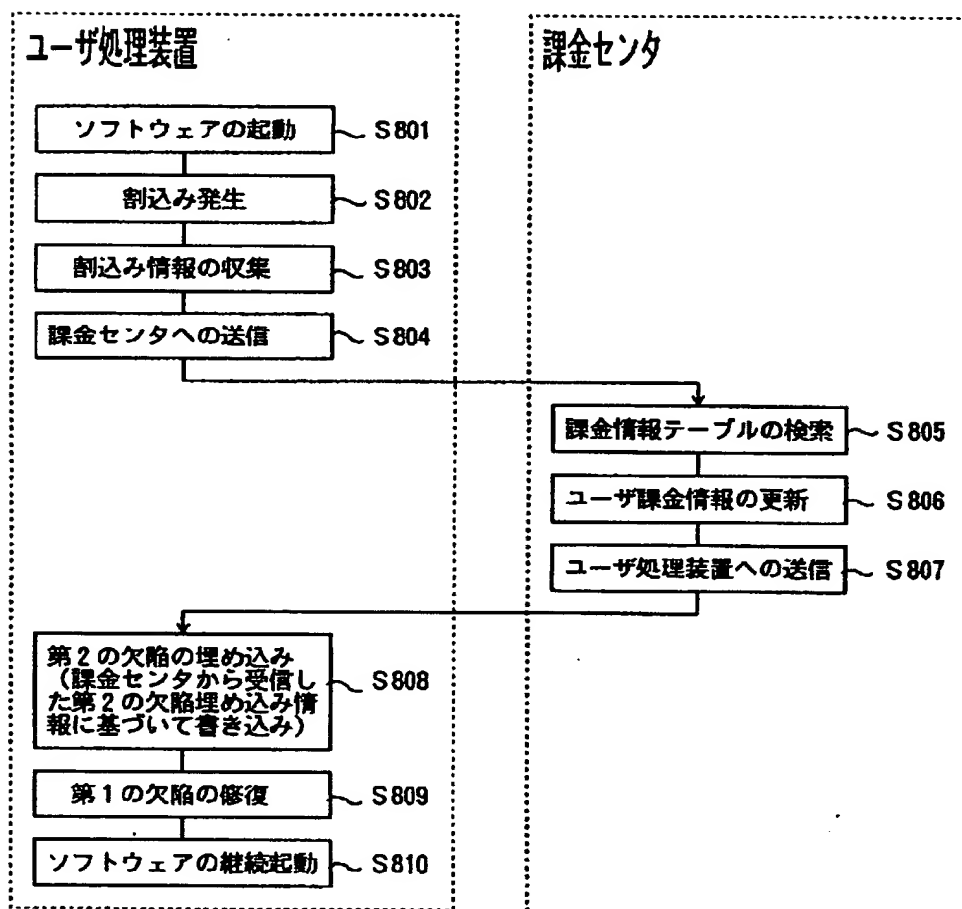 ユーザ処理装置
ソフトウェアの起動
S801
割込み発生
S802
割込み情報の収集
S803
課金センタへの送信
S804
課金センタ
課金情報テーブルの検索
S805
ユーザ課金情報の更新
S806
ユーザ処理装置への送信
S807
第2の欠陥の埋め込み
(課金センタから受信し
た第2の欠陥埋め込み情
報に基づいて書き込み)
S808
第1の欠陥の修復
S809
ソフトウェアの継続起動
S810